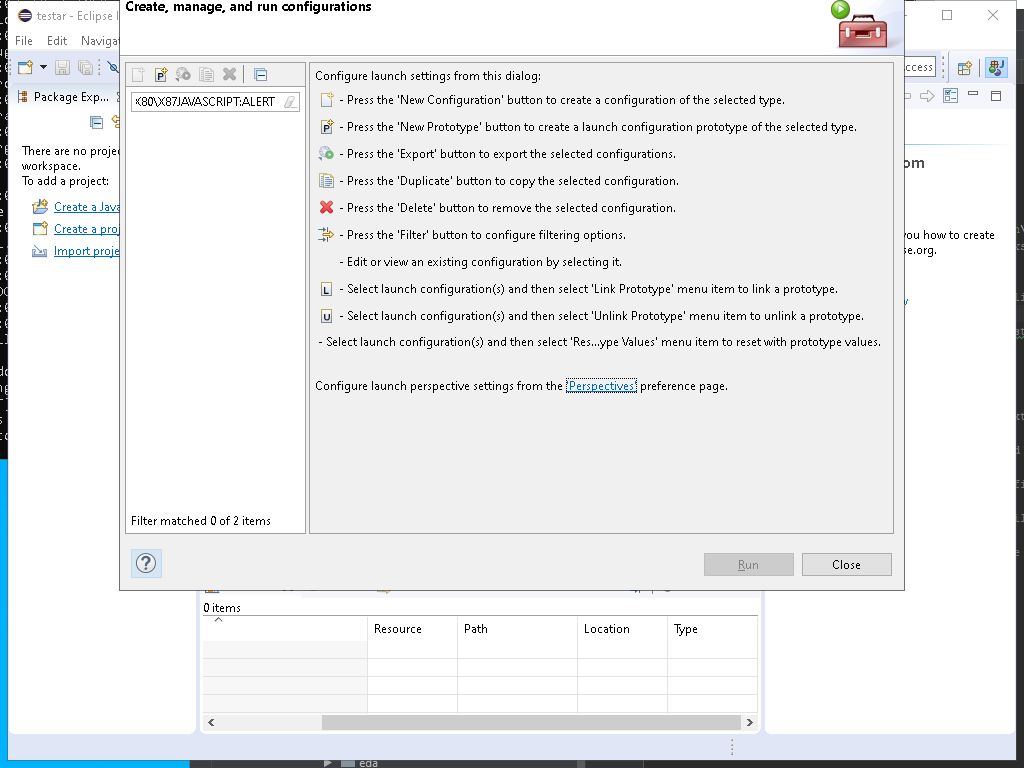 Create, manage, and run configurations
testar - Eclipse I
File Edit Naviga
Package Exp...
There are no proje
workspace.
To add a project:
Create a Java
Create a proj
Import proje
P
<80\X87JAVASCRIPT:ALERT
Filter matched 0 of 2 items
Configure launch settings from this dialog:
- Press the 'New Configuration' button to create a configuration of the selected type.
P - Press the 'New Prototype' button to create a launch configuration prototype of the selected type.
- Press the 'Export' button to export the selected configurations.
- Press the 'Duplicate' button to copy the selected configuration.
- Press the 'Delete' button to remove the selected configuration.
- Press the 'Filter' button to configure filtering options.
- Edit or view an existing configuration by selecting it.
L - Select launch configuration(s) and then select 'Link Prototype' menu item to link a prototype.
U - Select launch configuration(s) and then select 'Unlink Prototype' menu item to unlink a prototype.
- Select launch configuration(s) and then select 'Res...ype Values' menu item to reset with prototype values.
Configure launch perspective settings from the 'Perspectives' preference page.
?
Run
Close
ccess
om
you how to create
se.org.
0 items
Resource Path Location Type
eda